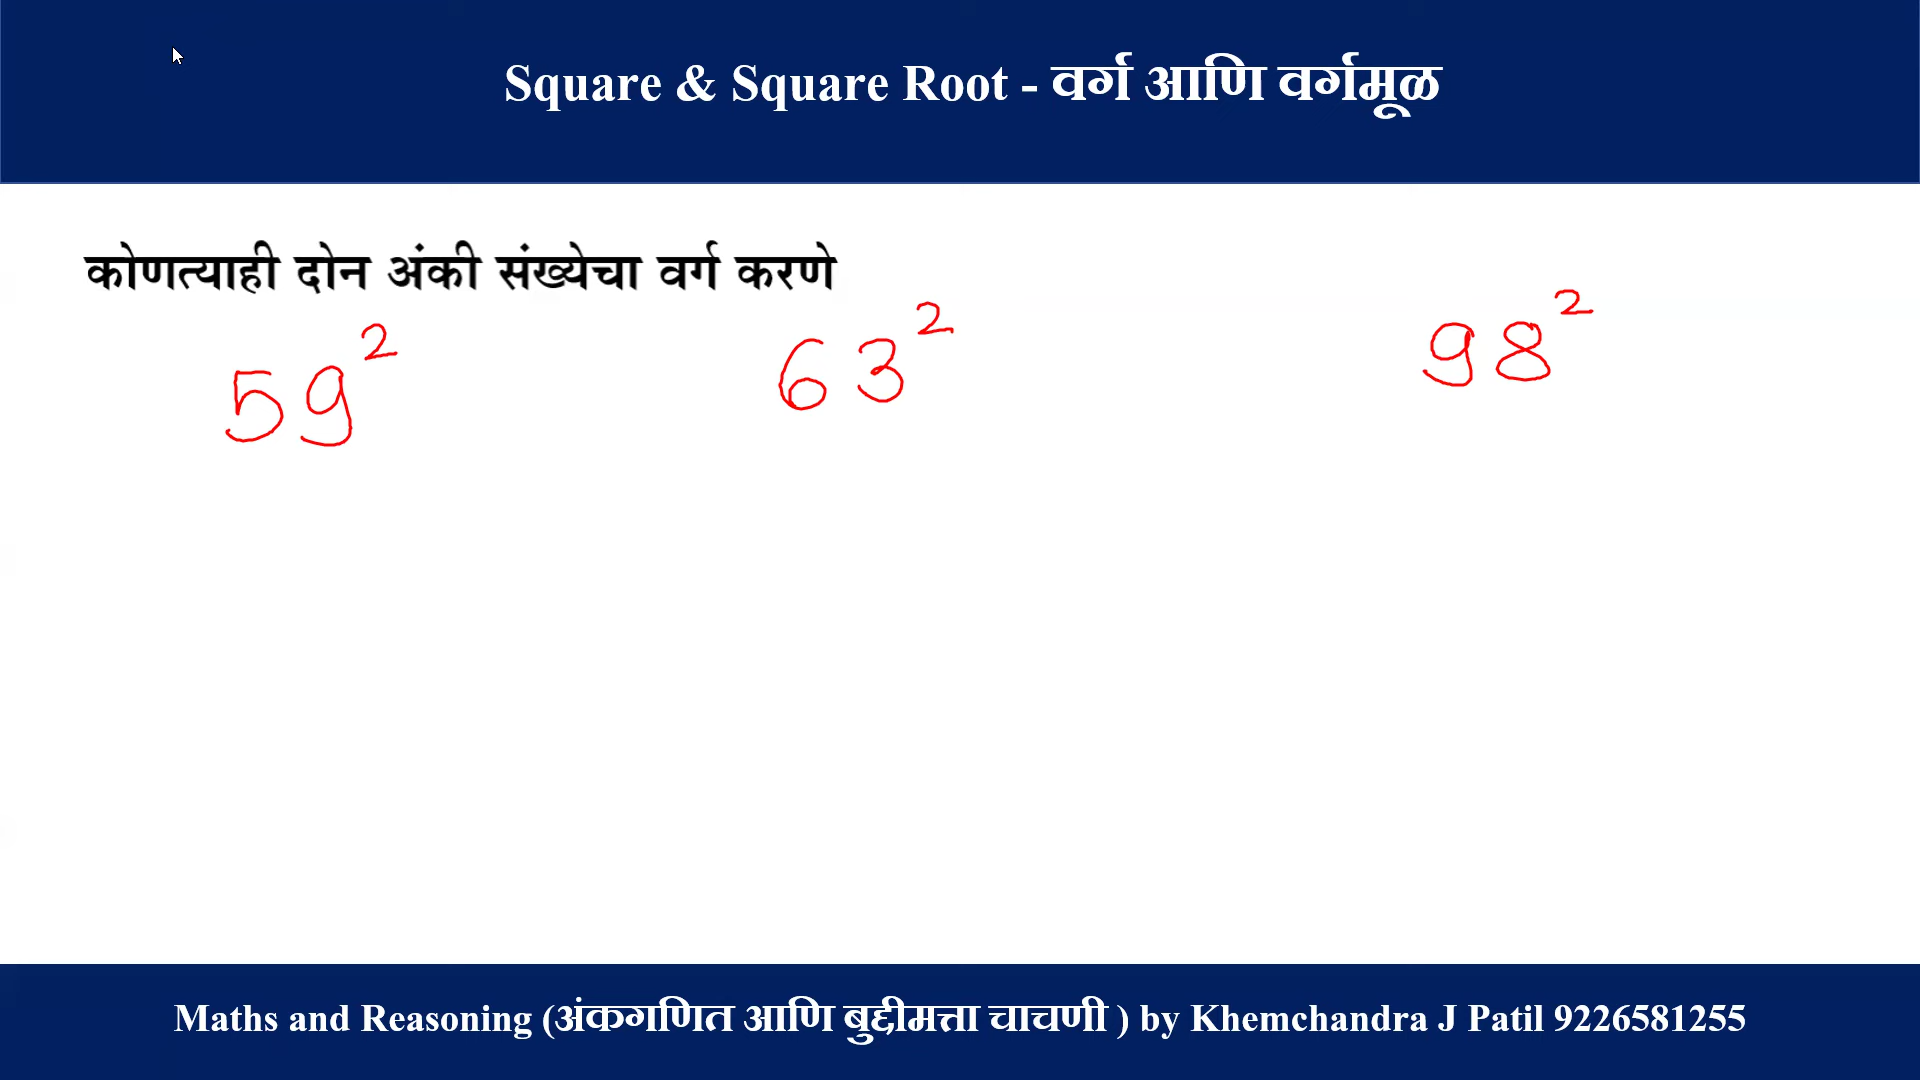 Square & Square Root - वर्ग आणि वर्गमूळ
कोणत्याही दोन अंकी संख्येचा वर्ग करणे
59² 63² 98²
Maths and Reasoning (अंकगणित आणि बुद्दीमत्ता चाचणी ) by Khemchandra J Patil 9226581255